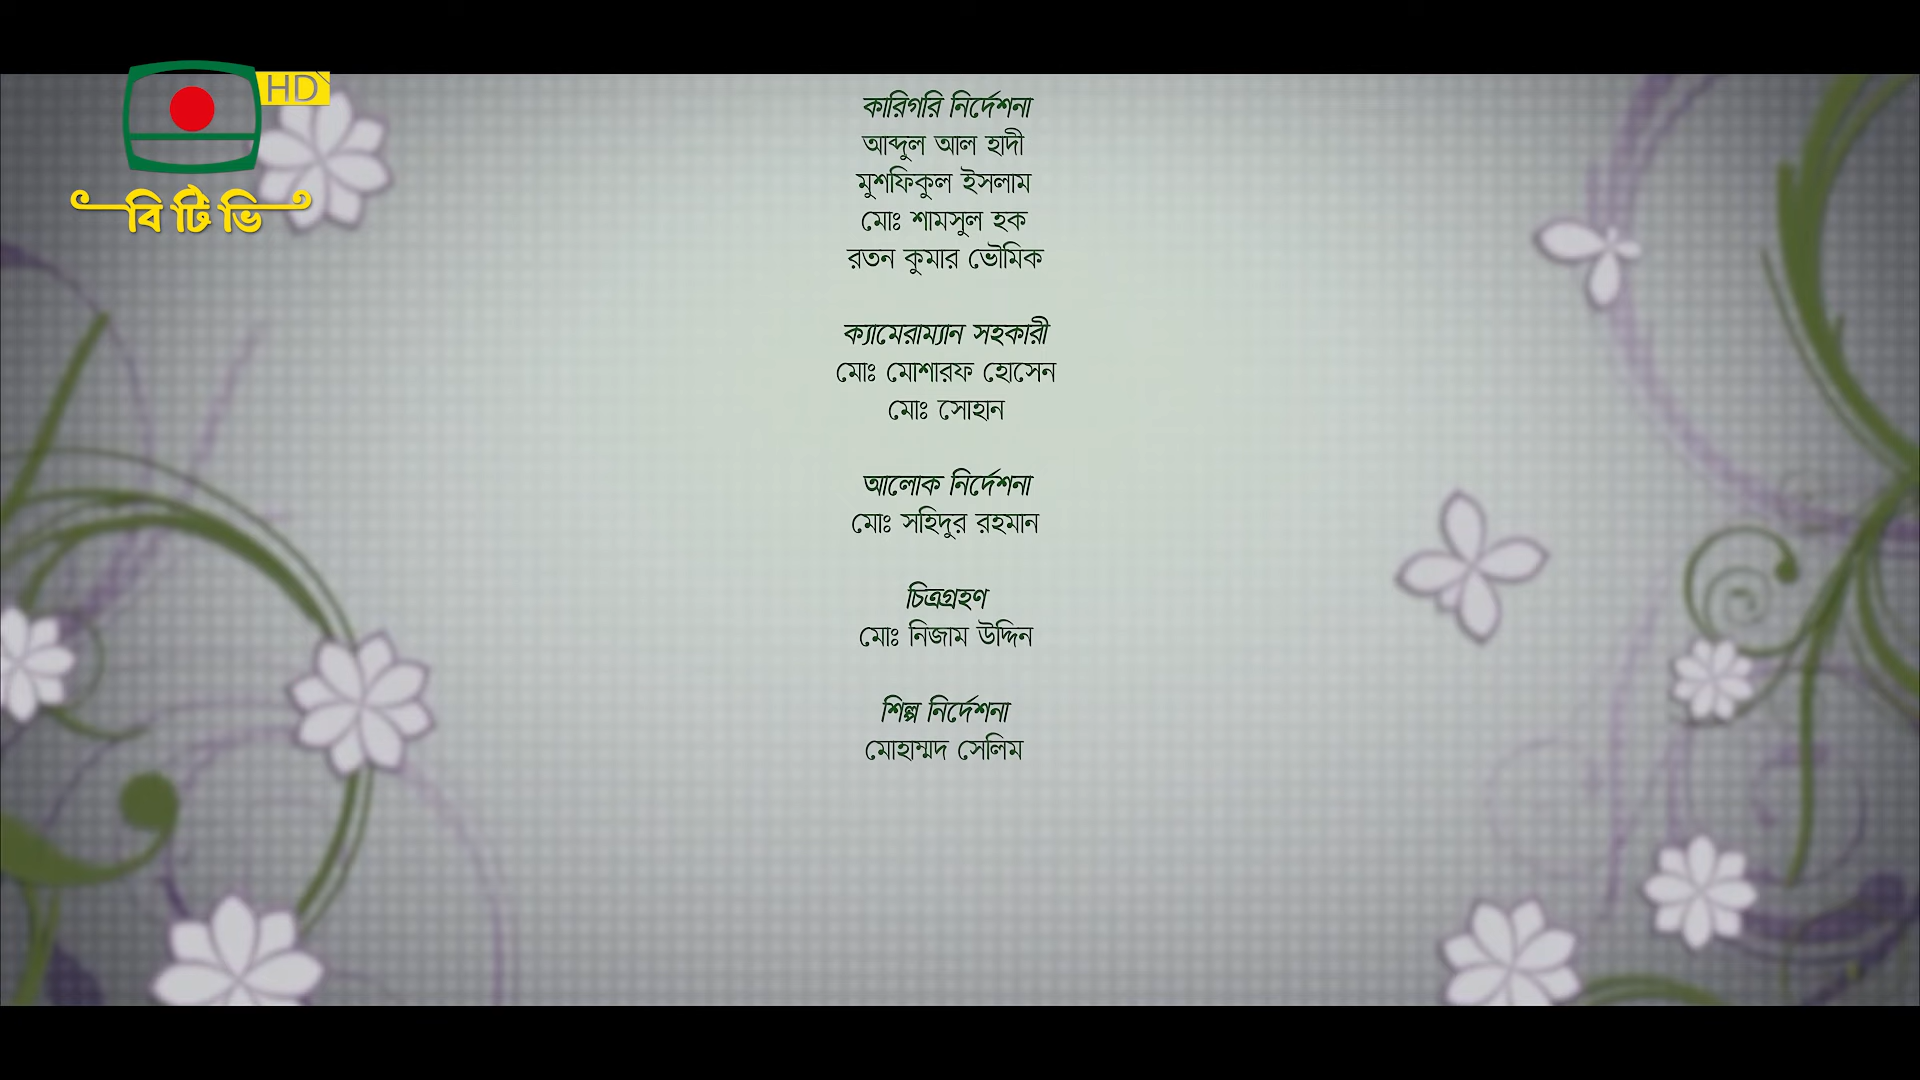 HD
বিটিভি
কারিগরি নির্দেশনা
আব্দুল আল হাদী
মুশফিকুল ইসলাম
মোঃ শামসুল হক
রতন কুমার ভৌমিক
ক্যামেরাম্যান সহকারী
মোঃ মোশারফ হোসেন
মোঃ সোহান
আলোক নির্দেশনা
মোঃ সহিদুর রহমান
চিত্রগ্রহণ
মোঃ নিজাম উদ্দিন
শিল্প নির্দেশনা
মোহাম্মদ সেলিম